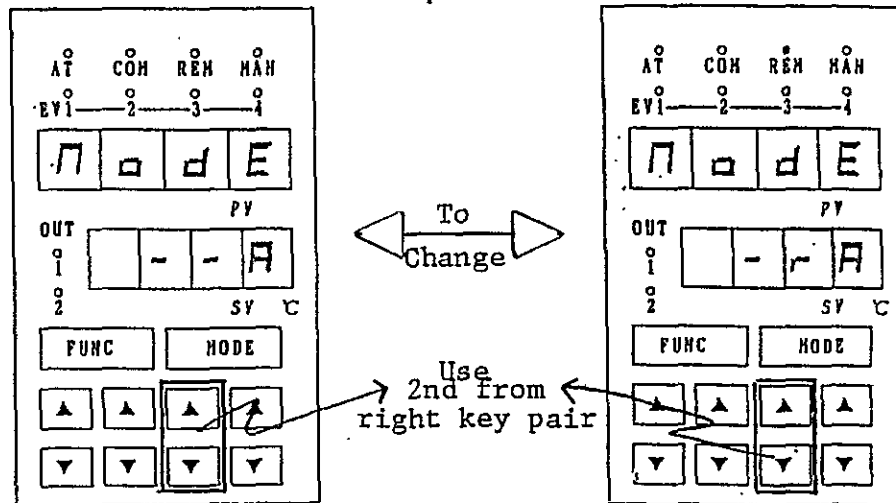 AT COM REM MAN
EV1 2 3 4
ModE
PV
OUT
1
2
--A
SV °C
FUNC MODE
To
Change
Use
2nd from
right key pair
AT COM REM MAN
EV1 2 3 4
ModE
PV
OUT
1
2
-rA
SV °C
FUNC MODE